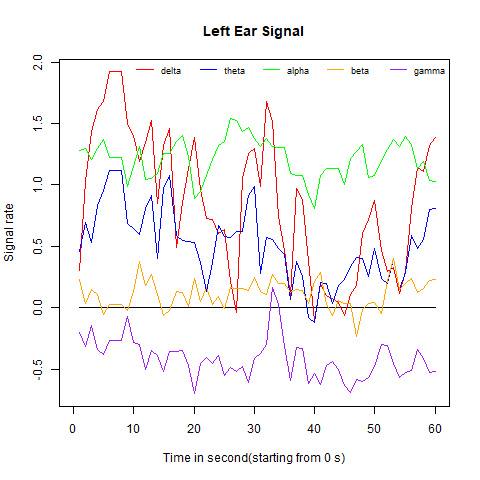 Left Ear Signal
delta theta alpha beta gamma
Signal rate
2.0
1.5
1.0
0.5
0.0
-0.5
0 10 20 30 40 50 60
Time in second(starting from 0 s)